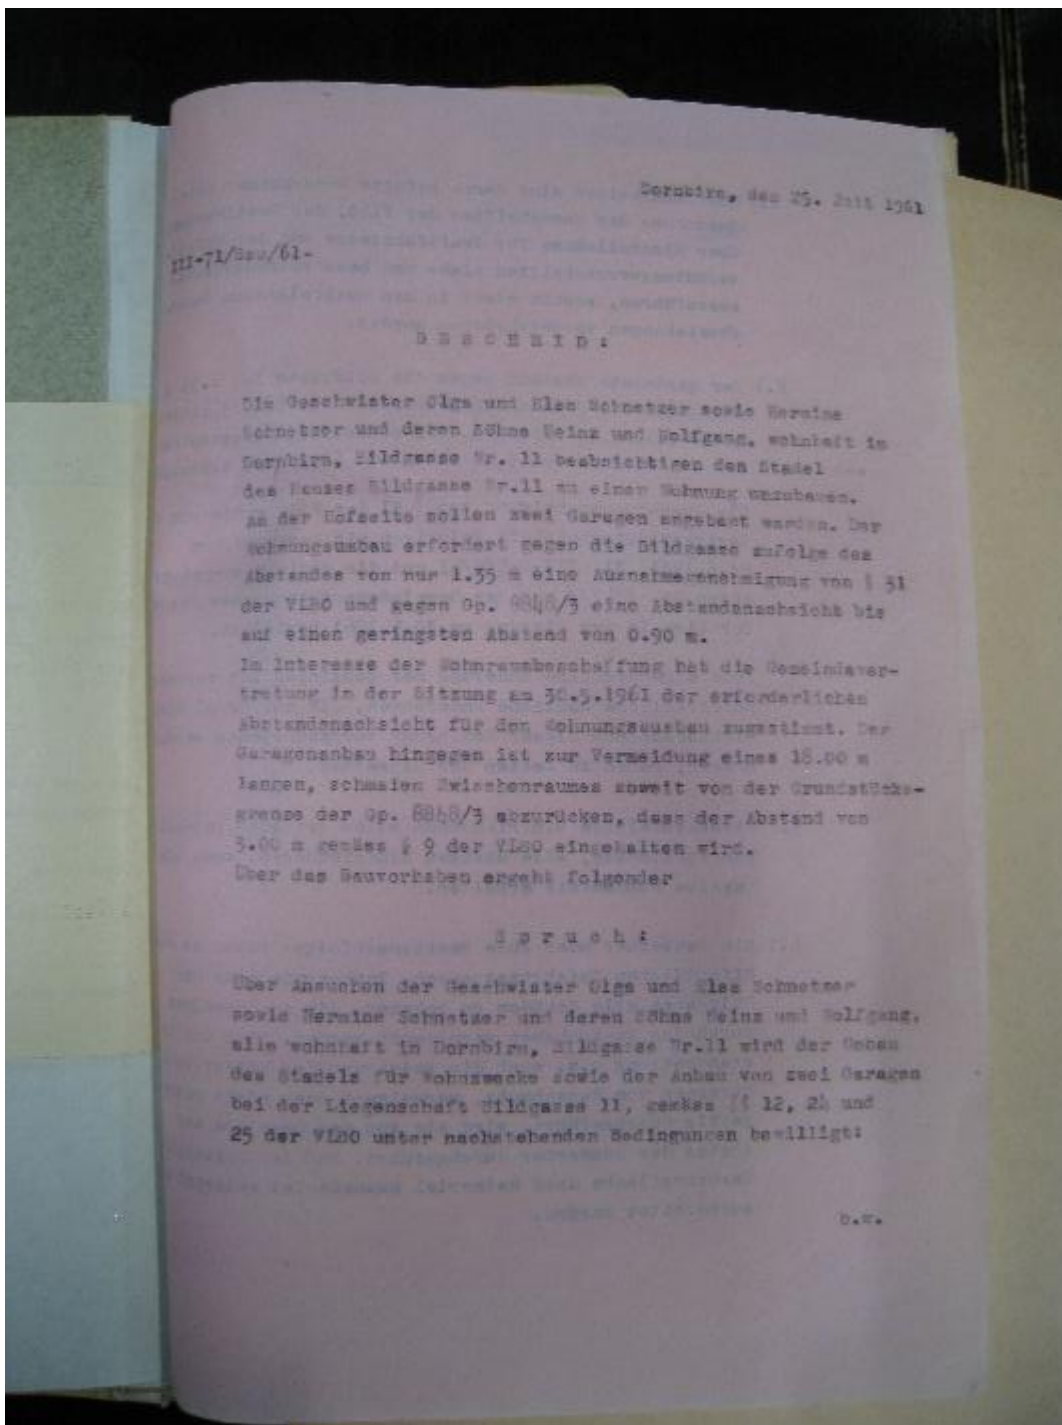 Dornbirn, den 25. Juli 1961
III-71/Bau/61-
B E S C H E I D :
Die Geschwister Olga und Elsa Schnetzer sowie Hermine
Schnetzer und deren Söhne Heinz und Wolfgang, wohnhaft in
Dornbirn, Bildgasse Nr. 11 beabsichtigen den Stadel
des Hauses Bildgasse Nr.11 zu einer Wohnung umzubauen.
An der Hofseite sollen zwei Garagen angebaut werden. Der
Wohnungsumbau erfordert gegen die Bildgasse zufolge des
Abstandes von nur 1.35 m eine Ausnahmegenehmigung von § 31
der VLBO und gegen Gp. 8848/3 eine Abstandsnachsicht bis
auf einen geringsten Abstand von 0.90 m.
Im Interesse der Wohnraumbeschaffung hat die Gemeindever-
tretung in der Sitzung am 30.5.1961 der erforderlichen
Abstandsnachsicht für den Wohnungsausbau zugestimmt. Der
Garagenanbau hingegen ist zur Vermeidung eines 18.00 m
langen, schmalen Zwischenraumes soweit von der Grundstücks-
grenze der Gp. 8848/3 abzurücken, dass der Abstand von
3.00 m gemäss § 9 der VLBO eingehalten wird.
Über das Bauvorhaben ergeht folgender
S p r u c h :
Über Ansuchen der Geschwister Olga und Elsa Schnetzer
sowie Hermine Schnetzer und deren Söhne Heinz und Wolfgang,
alle wohnhaft in Dornbirn, Bildgasse Nr.11 wird der Umbau
des Stadels für Wohnzwecke sowie der Anbau von zwei Garagen
bei der Liegenschaft Bildgasse 11, gemäss §§ 12, 24 und
25 der VLBO unter nachstehenden Bedingungen bewilligt:
b.w.